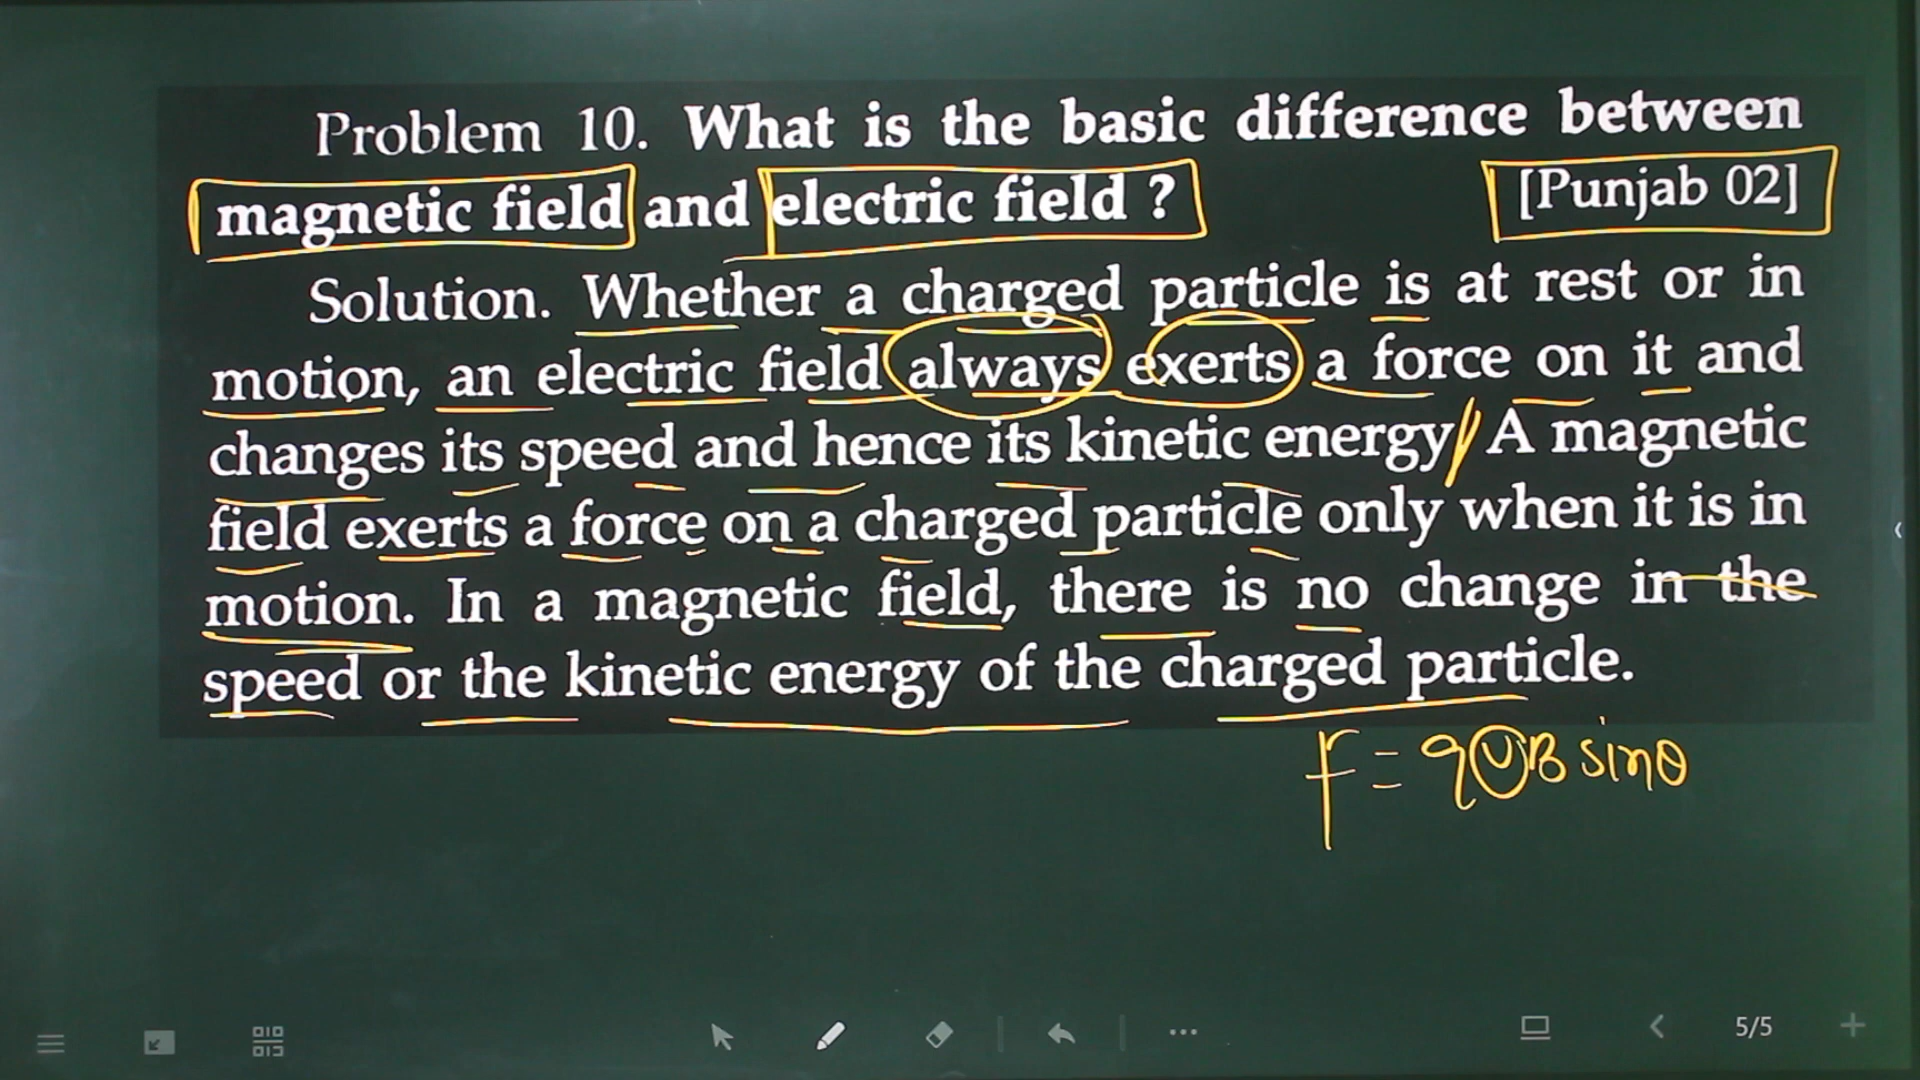 Problem 10. What is the basic difference between
magnetic field and electric field ? [Punjab 02]
Solution. Whether a charged particle is at rest or in
motion, an electric field always exerts a force on it and
changes its speed and hence its kinetic energy. A magnetic
field exerts a force on a charged particle only when it is in
motion. In a magnetic field, there is no change in the
speed or the kinetic energy of the charged particle.
F = qvB sinθ
5/5